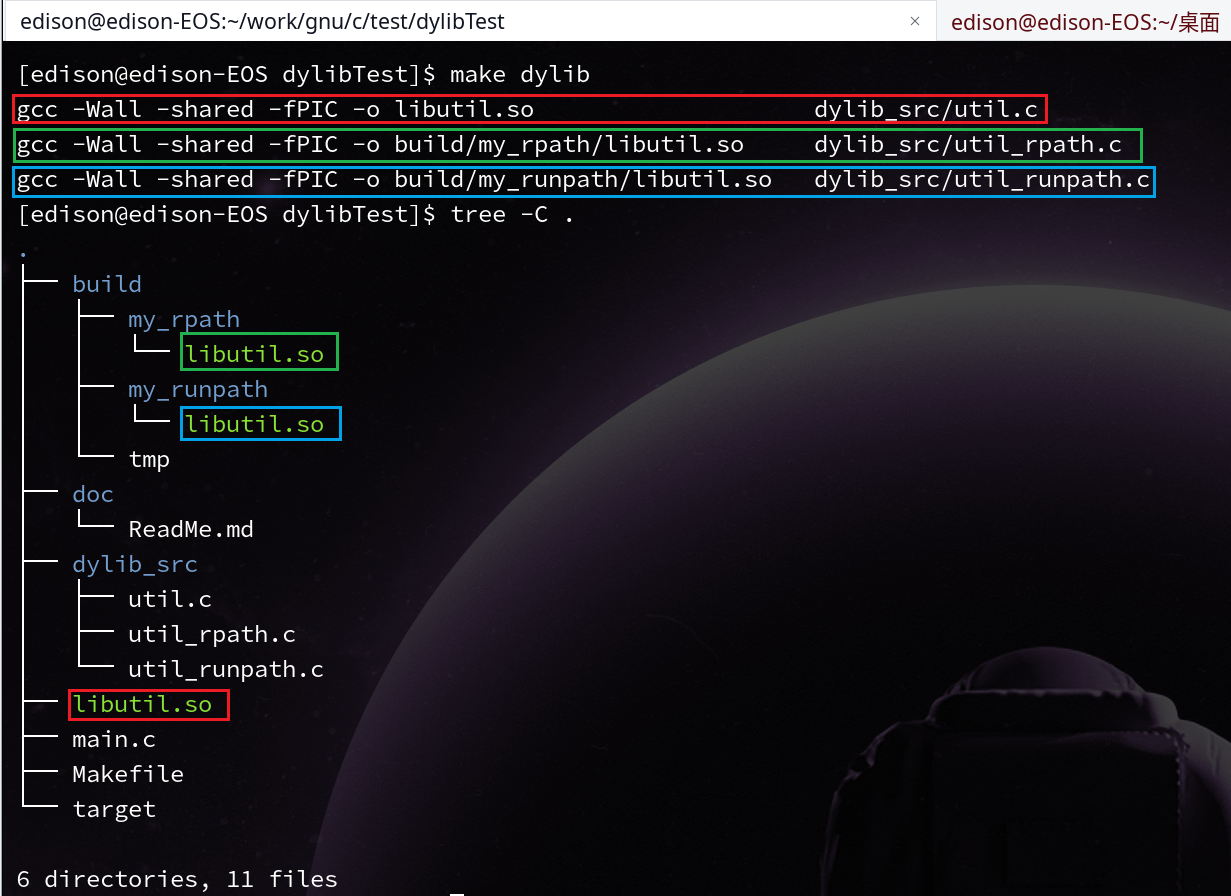 edison@edison-EOS:~/work/gnu/c/test/dylibTest × edison@edison-EOS:~/桌面
[edison@edison-EOS dylibTest]$ make dylib
gcc -Wall -shared -fPIC -o libutil.so dylib_src/util.c
gcc -Wall -shared -fPIC -o build/my_rpath/libutil.so dylib_src/util_rpath.c
gcc -Wall -shared -fPIC -o build/my_runpath/libutil.so dylib_src/util_runpath.c
[edison@edison-EOS dylibTest]$ tree -C .
.
├── build
│   ├── my_rpath
│   │   └── libutil.so
│   ├── my_runpath
│   │   └── libutil.so
│   └── tmp
├── doc
│   └── ReadMe.md
├── dylib_src
│   ├── util.c
│   ├── util_rpath.c
│   └── util_runpath.c
├── libutil.so
├── main.c
├── Makefile
└── target
6 directories, 11 files